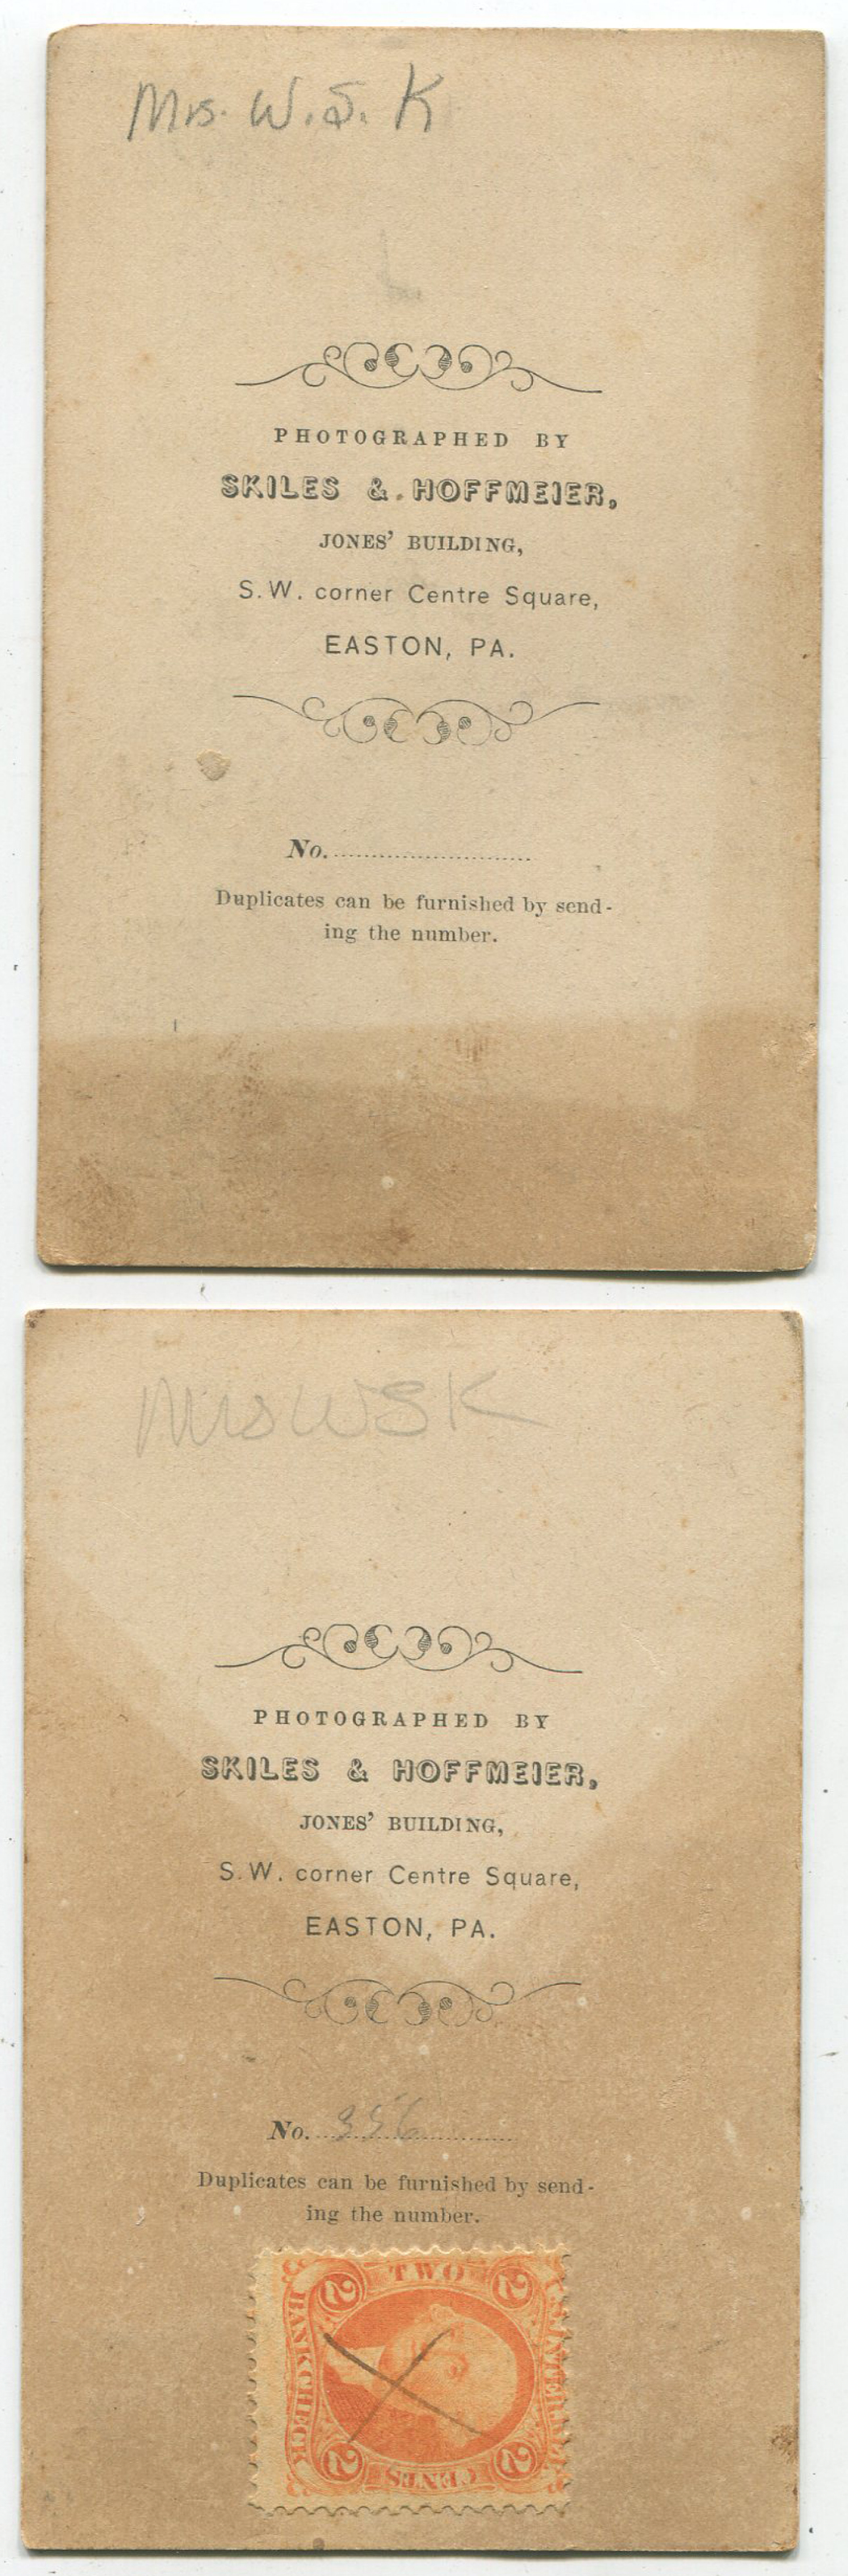 Mrs. W. S. K
PHOTOGRAPHED BY
SKILES & HOFFMEIER,
JONES' BUILDING,
S. W. corner Centre Square,
EASTON, PA.
No.
Duplicates can be furnished by send-
ing the number.
Mrs WSK
PHOTOGRAPHED BY
SKILES & HOFFMEIER,
JONES' BUILDING,
S. W. corner Centre Square,
EASTON, PA.
No. 356
Duplicates can be furnished by send-
ing the number.
2 TWO 2
BANK CHECK
2 CENTS 2